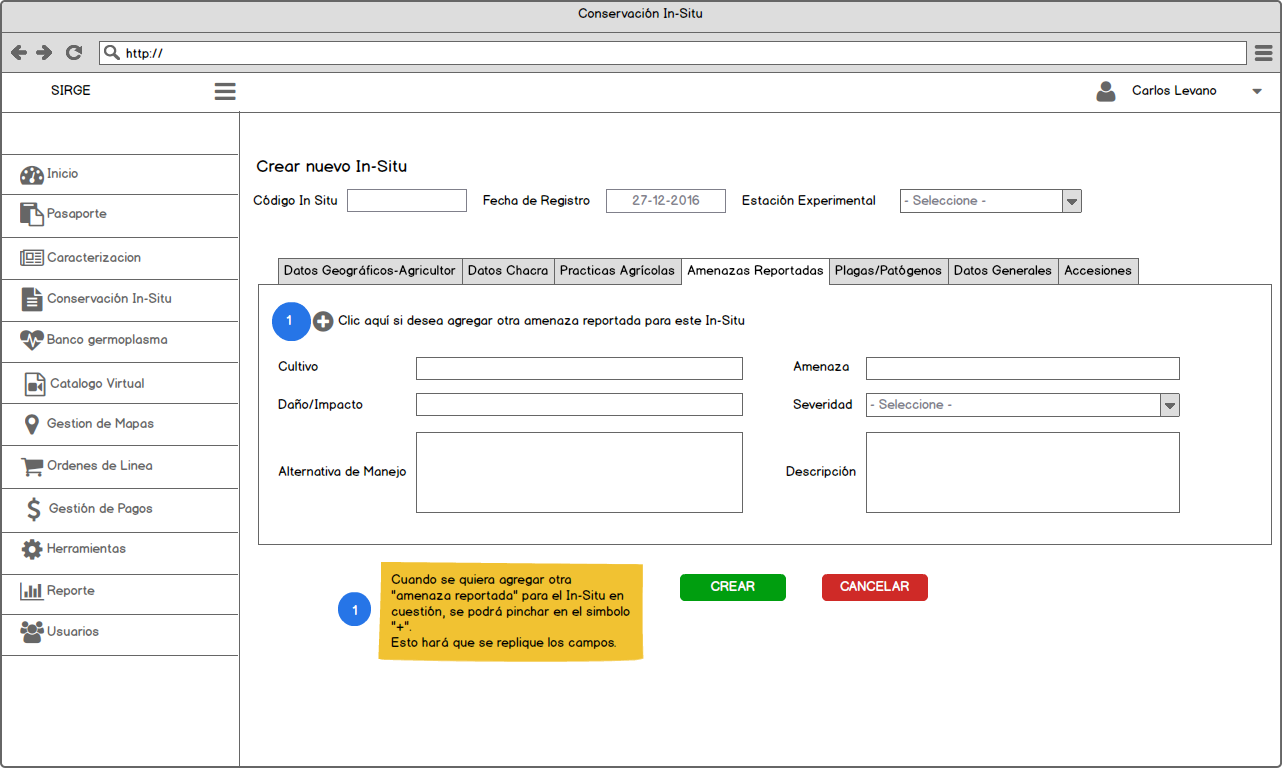 Conservación In-Situ
http://
SIRGE
Carlos Levano
Inicio
Pasaporte
Caracterizacion
Conservación In-Situ
Banco germoplasma
Catalogo Virtual
Gestion de Mapas
Ordenes de Linea
Gestión de Pagos
Herramientas
Reporte
Usuarios
Crear nuevo In-Situ
Código In Situ
Fecha de Registro 27-12-2016
Estación Experimental - Seleccione -
Datos Geográficos-Agricultor Datos Chacra Practicas Agrícolas Amenazas Reportadas Plagas/Patógenos Datos Generales Accesiones
1 Clic aquí si desea agregar otra amenaza reportada para este In-Situ
Cultivo Amenaza
Daño/Impacto Severidad - Seleccione -
Alternativa de Manejo Descripción
1
Cuando se quiera agregar otra
"amenaza reportada" para el In-Situ en
cuestión, se podrá pinchar en el simbolo
"+".
Esto hará que se replique los campos.
CREAR CANCELAR